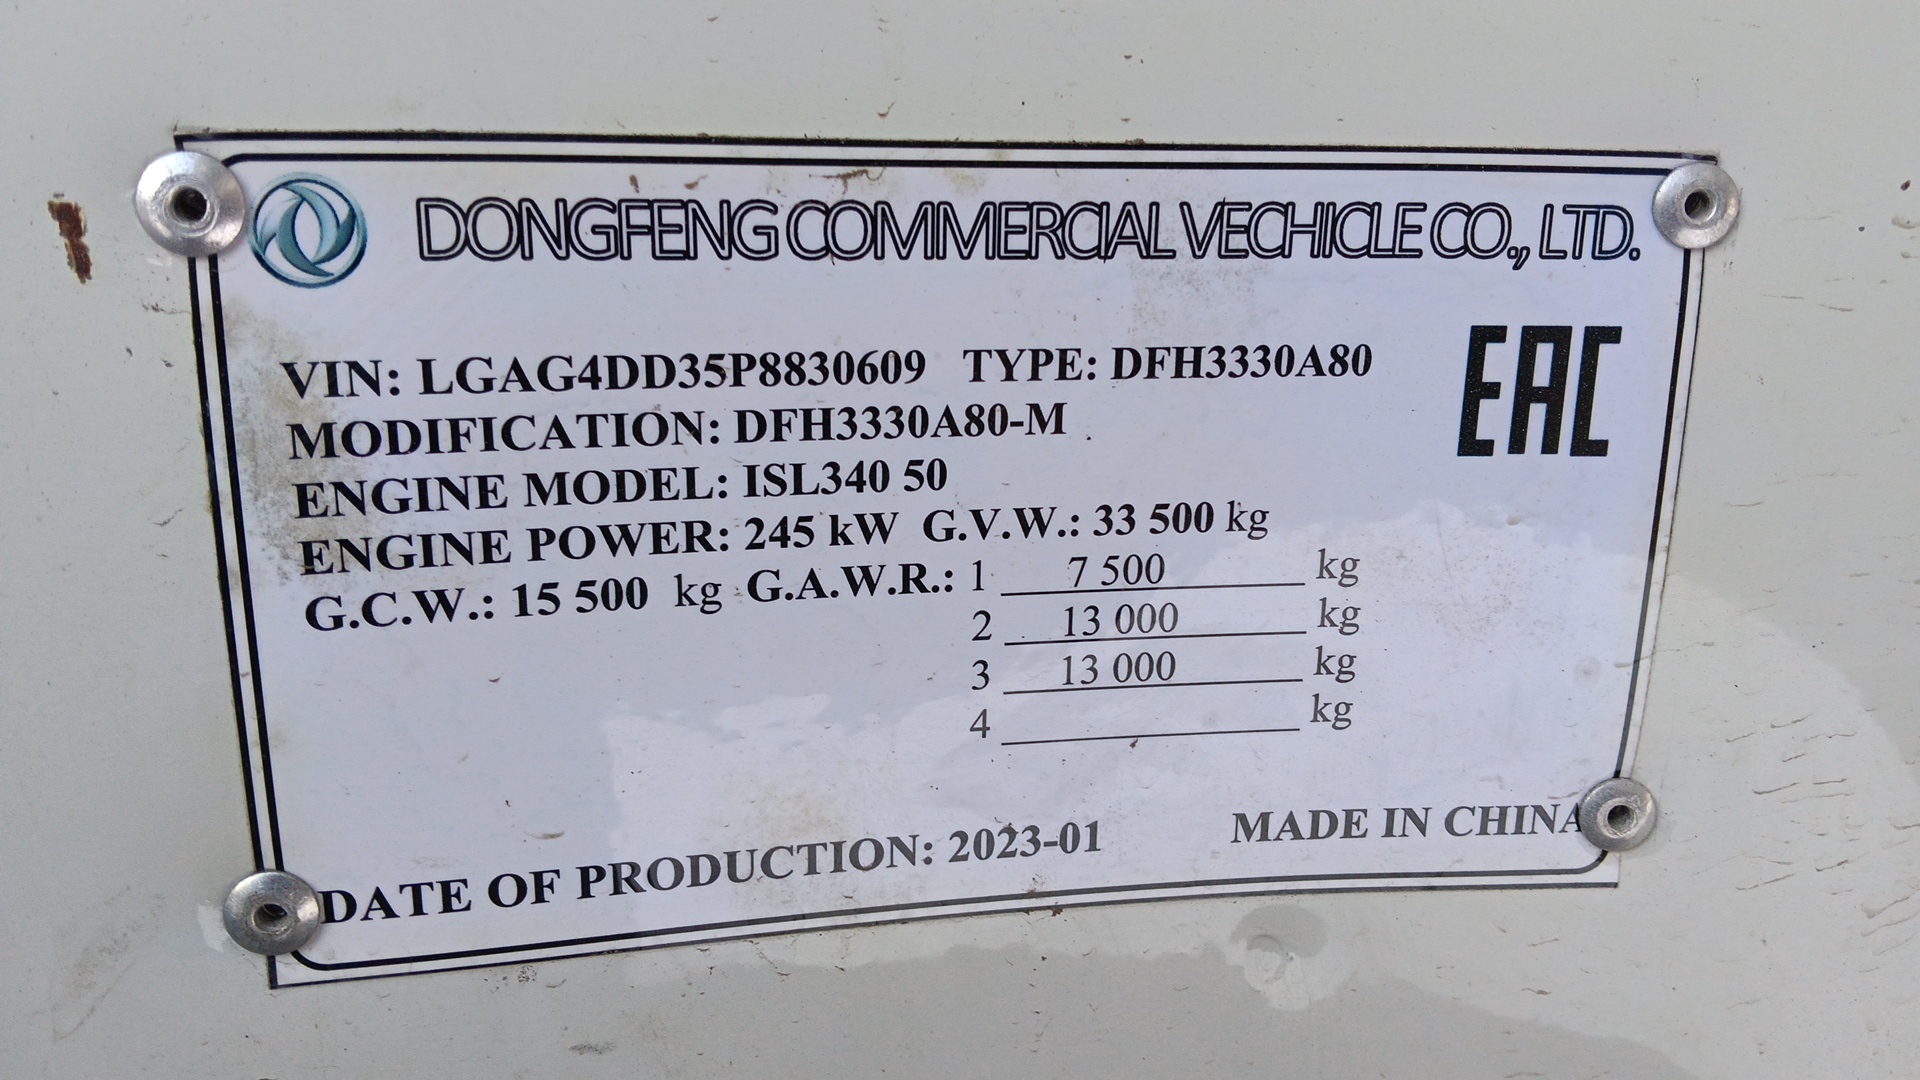 DONGFENG COMMERCIAL VECHICLE CO., LTD.
VIN: LGAG4DD35P8830609 TYPE: DFH3330A80
EAC
MODIFICATION: DFH3330A80-M
ENGINE MODEL: ISL340 50
ENGINE POWER: 245 kW G.V.W.: 33 500 kg
G.C.W.: 15 500 kg G.A.W.R.: 1 7 500 kg
2 13 000 kg
3 13 000 kg
4 kg
DATE OF PRODUCTION: 2023-01 MADE IN CHINA